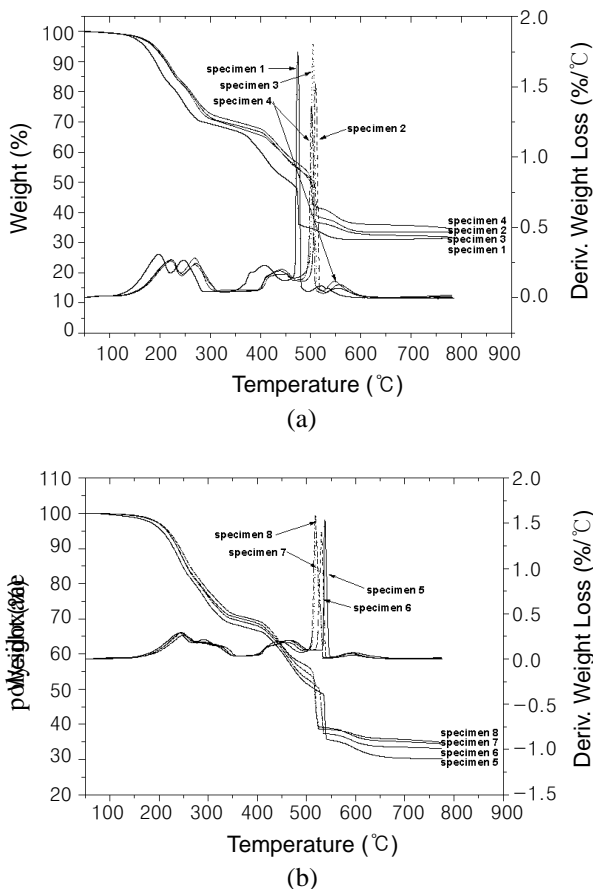 2.0
100
specimen 1
specimen 3
specimen 4
specimen 2
90
80
70
60
50
40
30
20
10
0
1.5
1.0
0.5
0.0
Weight (%)
Deriv. Weight Loss (%/℃)
specimen 4
specimen 2
specimen 3
specimen 1
100 200 300 400 500 600 700 800 900
Temperature (℃)
(a)
110
100
90
80
70
60
50
40
30
20
2.0
1.5
1.0
0.5
0.0
−0.5
−1.0
−1.5
specimen 8
specimen 7
specimen 5
specimen 6
Weight (%)
Deriv. Weight Loss (%/℃)
specimen 8
specimen 7
specimen 6
specimen 5
100 200 300 400 500 600 700 800 900
Temperature (℃)
(b)